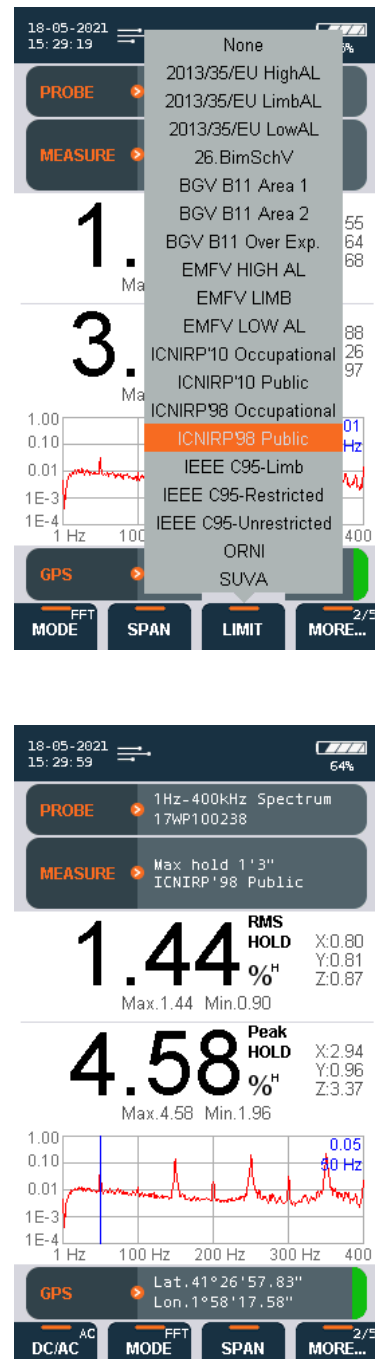 18-05-2021
15:29:19
None
2013/35/EU HighAL
PROBE
2013/35/EU LimbAL
2013/35/EU LowAL
MEASURE
26.BimSchV
BGV B11 Area 1
BGV B11 Area 2
BGV B11 Over Exp.
EMFV HIGH AL
EMFV LIMB
EMFV LOW AL
ICNIRP'10 Occupational
ICNIRP'10 Public
ICNIRP'98 Occupational
ICNIRP'98 Public
IEEE C95-Limb
IEEE C95-Restricted
IEEE C95-Unrestricted
ORNI
SUVA
1.
55
64
68
Ma
3.
88
26
97
Ma
01
Hz
1.00
0.10
0.01
1E-3
1E-4
1 Hz 100 400
GPS
MODE FFT SPAN LIMIT MORE... 2/5
18-05-2021
15:29:59
64%
PROBE 1Hz-400kHz Spectrum
17WP100238
MEASURE Max hold 1'3"
ICNIRP'98 Public
1.44 %H
RMS
HOLD
X:0.80
Y:0.81
Z:0.87
Max.1.44 Min.0.90
4.58 %H
Peak
HOLD
X:2.94
Y:0.96
Z:3.37
Max.4.58 Min.1.96
0.05
50 Hz
1.00
0.10
0.01
1E-3
1E-4
1 Hz 100 Hz 200 Hz 300 Hz 400
GPS Lat.41°26'57.83"
Lon.1°58'17.58"
DC/AC AC MODE FFT SPAN MORE... 2/5